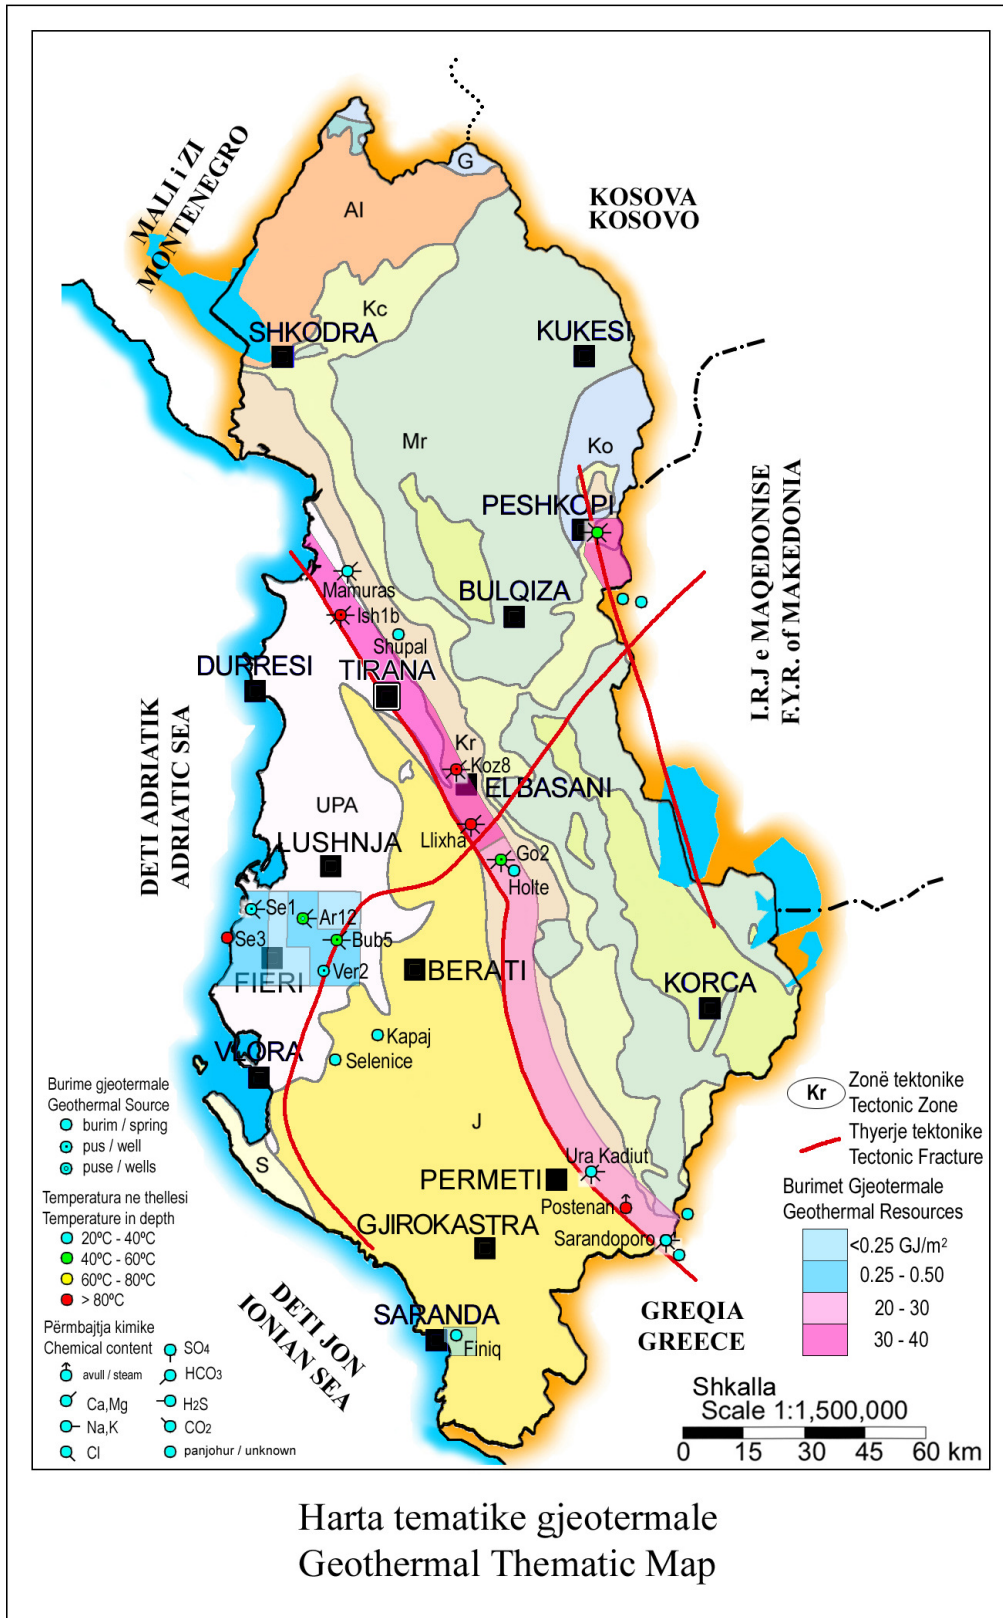 MALI i ZI
MONTENEGRO
KOSOVA
KOSOVO
G
Al
Kc
SHKODRA
KUKESI
Mr
Ko
PESHKOPI
I.R.J e MAQEDONISE
F.Y.R. of MAKEDONIA
Mamuras
Ish1b
BULQIZA
Shupal
TIRANA
DURRESI
DETI ADRIATIK
ADRIATIC SEA
Kr
Koz8
ELBASANI
UPA
LUSHNJA
Llixha
Go2
Holte
Se1
Ar12
Se3
Bub5
FIERI
Ver2
BERATI
KORCA
Kapaj
Selenice
VLORA
J
S
Ura Kadiut
PERMETI
Postenan
GJIROKASTRA
Sarandoporo
SARANDA
Finiq
DETI JON
IONIAN SEA
GREQIA
GREECE
Burime gjeotermale
Geothermal Source
burim / spring
pus / well
puse / wells
Temperatura ne thellesi
Temperature in depth
20ºC - 40ºC
40ºC - 60ºC
60ºC - 80ºC
> 80ºC
Përmbajtja kimike
Chemical content
avull / steam
Ca,Mg
Na,K
Cl
SO4
HCO3
H2S
CO2
panjohur / unknown
Kr
Zonë tektonike
Tectonic Zone
Thyerje tektonike
Tectonic Fracture
Burimet Gjeotermale
Geothermal Resources
<0.25 GJ/m²
0.25 - 0.50
20 - 30
30 - 40
Shkalla
Scale 1:1,500,000
0 15 30 45 60 km
Harta tematike gjeotermale
Geothermal Thematic Map